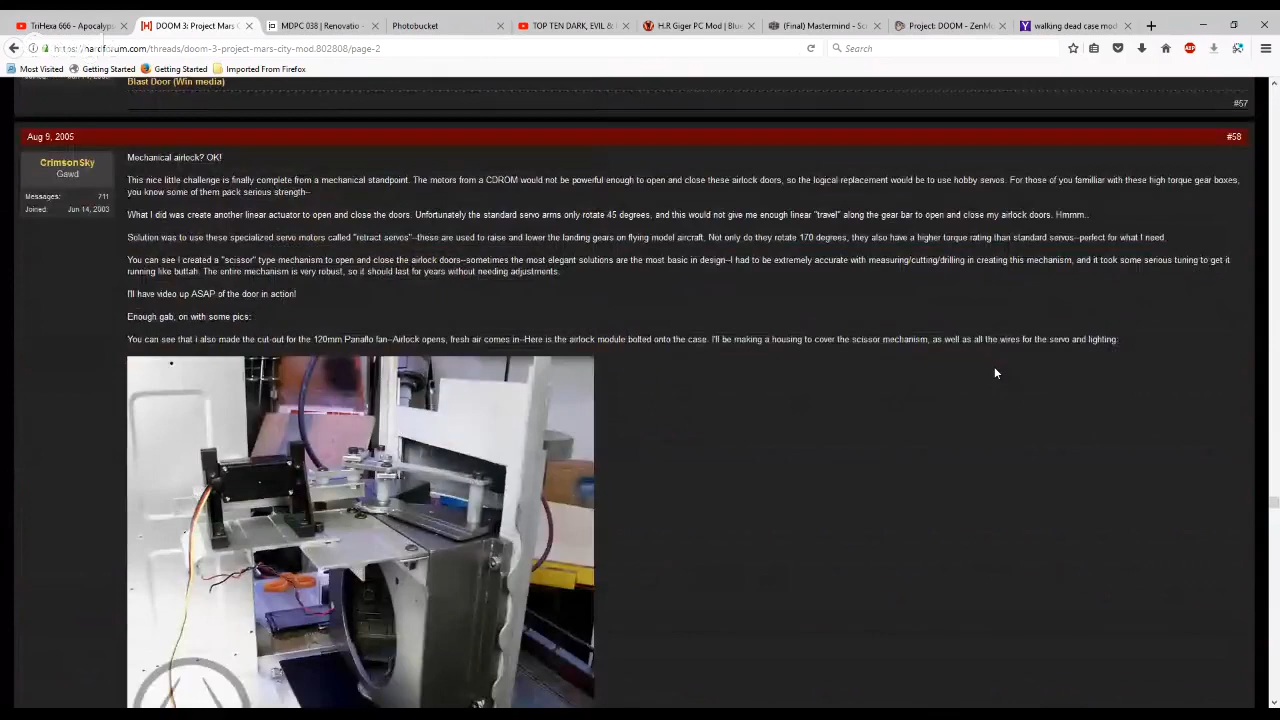 TriHexa 666 - Apocalyp
DOOM 3: Project Mars C
MDPC 038 | Renovatio -
Photobucket
TOP TEN DARK, EVIL &
H.R Giger PC Mod | Blue
(Final) Mastermind - Sc
Project: DOOM - ZenMo
walking dead case mod
hardforum.com/threads/doom-3-project-mars-city-mod.802808/page-2
Search
Most Visited Getting Started Getting Started Imported From Firefox
Blast Door (Win media)
#57
Aug 9, 2005
#58
CrimsonSky
Gawd
Messages: 711
Joined: Jun 14, 2003
Mechanical airlock? OK!
This nice little challenge is finally complete from a mechanical standpoint. The motors from a CDROM would not be powerful enough to open and close these airlock doors, so the logical replacement would be to use hobby servos. For those of you familliar with these high torque gear boxes,
you know some of them pack serious strength--
What I did was create another linear actuator to open and close the doors. Unfortunately the standard servo arms only rotate 45 degrees, and this would not give me enough linear "travel" along the gear bar to open and close my airlock doors. Hmmm..
Solution was to use these specialized servo motors called "retract servos"--these are used to raise and lower the landing gears on flying model aircraft. Not only do they rotate 170 degrees, they also have a higher torque rating than standard servos--perfect for what I need.
You can see I created a "scissor" type mechanism to open and close the airlock doors--sometimes the most elegant solutions are the most basic in design--I had to be extremely accurate with measuring/cutting/drilling in creating this mechanism, and it took some serious tuning to get it
running like buttah. The entire mechanism is very robust, so it should last for years without needing adjustments.
I'll have video up ASAP of the door in action!
Enough gab, on with some pics:
You can see that i also made the cut-out for the 120mm Panaflo fan--Airlock opens, fresh air comes in--Here is the airlock module bolted onto the case. I'll be making a housing to cover the scissor mechanism, as well as all the wires for the servo and lighting.